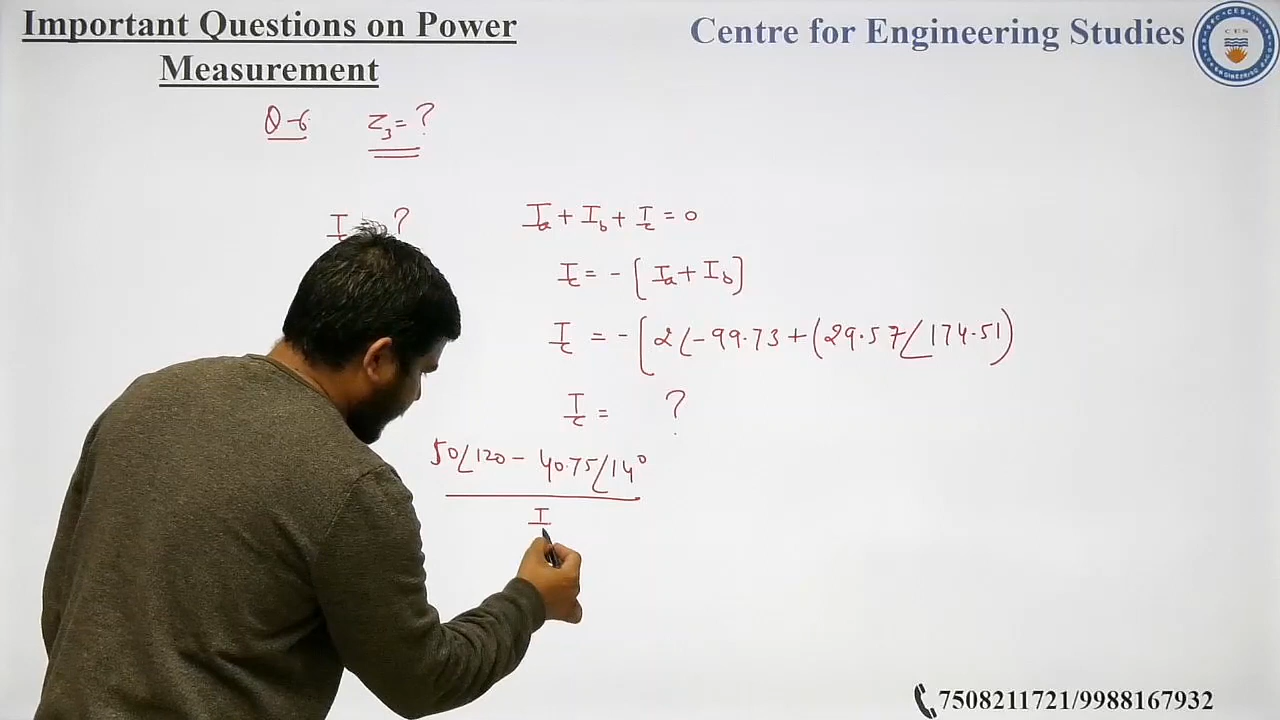 Important Questions on Power
Measurement
Centre for Engineering Studies
CES
Q-6 Z₃ = ?
I ?
Ia + Ib + Ic = 0
Ic = - [Ia + Ib]
Ic = - [2∠-99.73 + (29.57∠174.51)
Ic = ?
50∠120 - 40.75∠14°
I
7508211721/9988167932